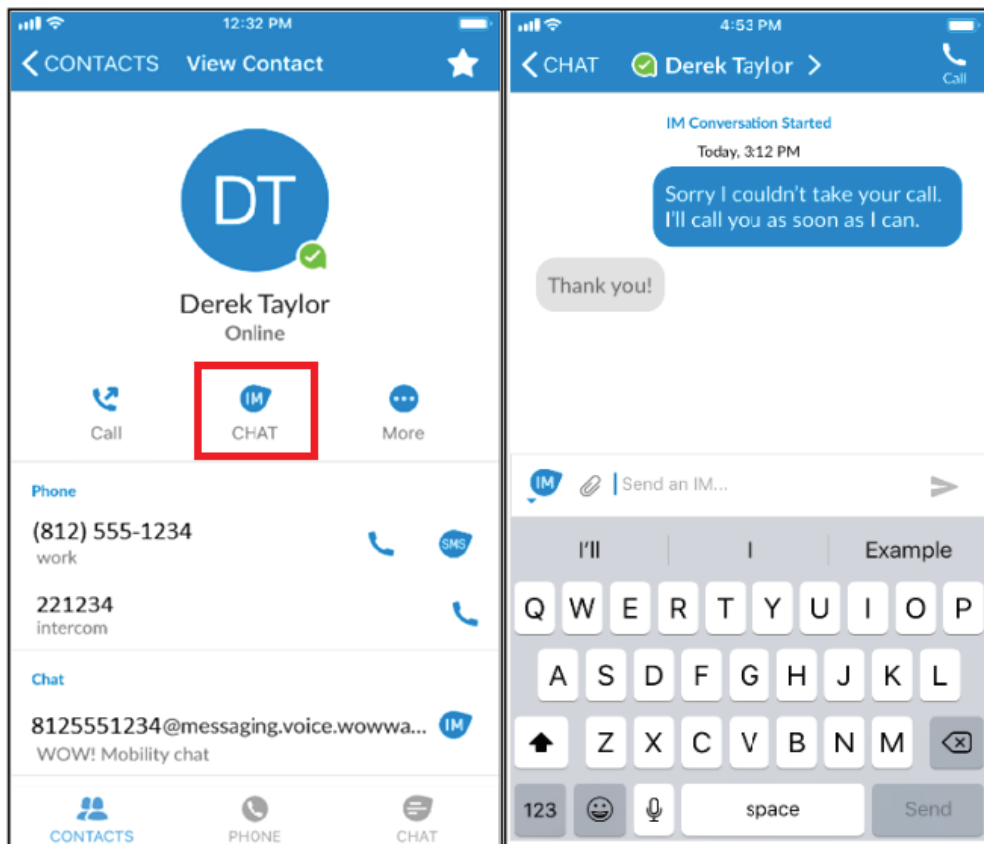 12:32 PM
CONTACTS View Contact
DT
Derek Taylor
Online
Call
IM
CHAT
More
Phone
(812) 555-1234
work
SMS
221234
intercom
Chat
8125551234@messaging.voice.wowwa...
IM
WOW! Mobility chat
CONTACTS PHONE CHAT
4:53 PM
CHAT Derek Taylor
Call
IM Conversation Started
Today, 3:12 PM
Sorry I couldn't take your call.
I'll call you as soon as I can.
Thank you!
IM Send an IM...
I'll I Example
Q W E R T Y U I O P
A S D F G H J K L
Z X C V B N M
123 space Send